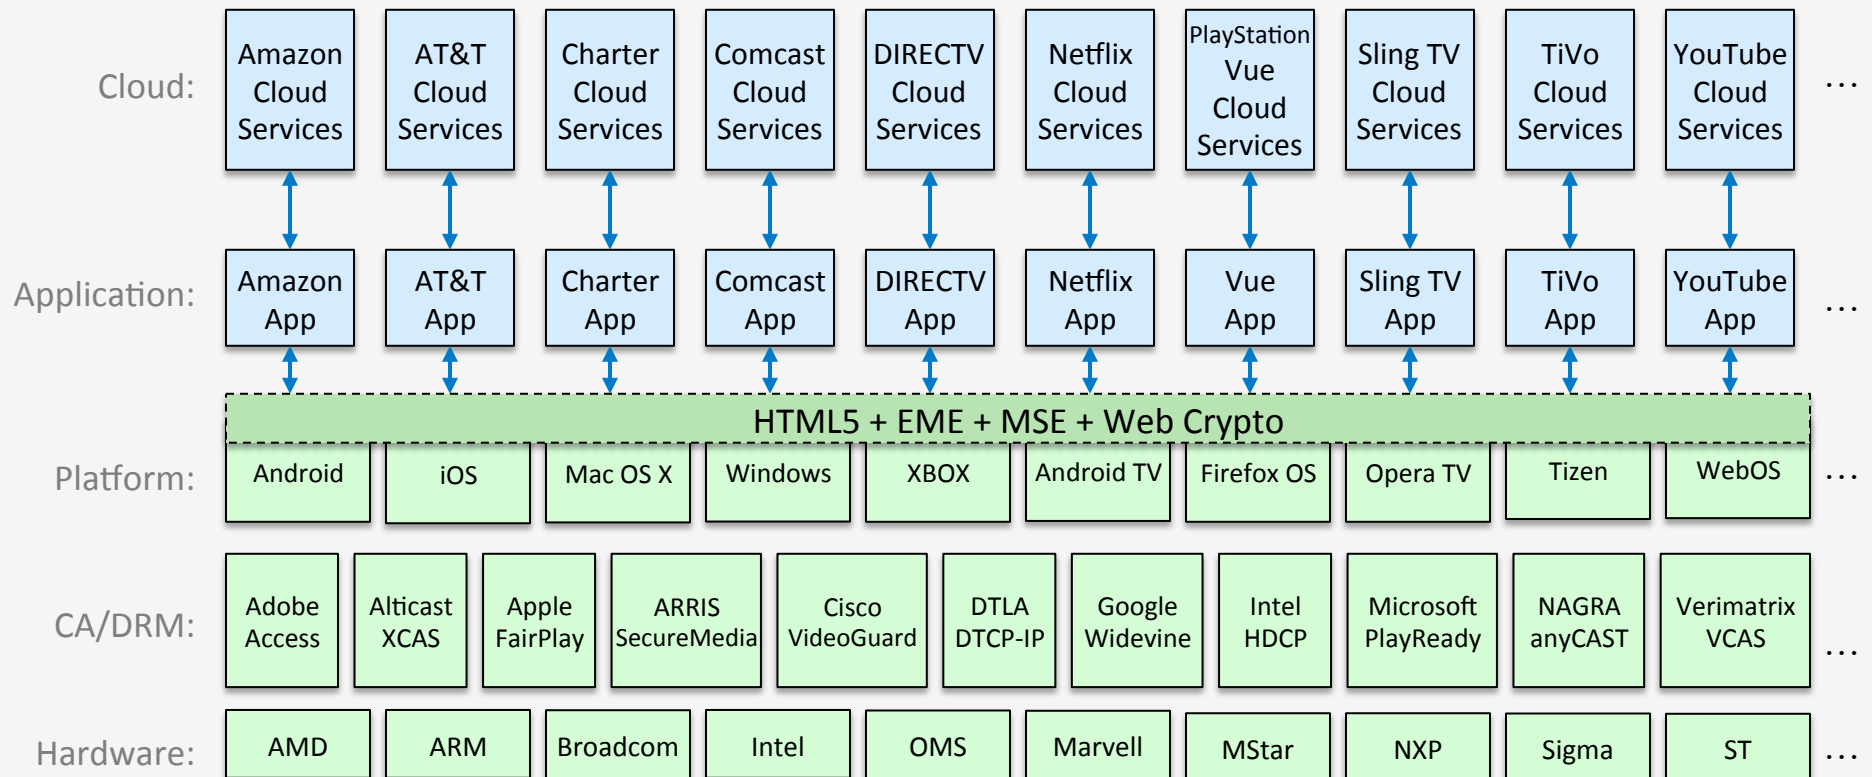 Cloud:
Amazon
Cloud
Services
AT&T
Cloud
Services
Charter
Cloud
Services
Comcast
Cloud
Services
DIRECTV
Cloud
Services
Netflix
Cloud
Services
PlayStation
Vue
Cloud
Services
Sling TV
Cloud
Services
TiVo
Cloud
Services
YouTube
Cloud
Services
...
Application:
Amazon
App
AT&T
App
Charter
App
Comcast
App
DIRECTV
App
Netflix
App
Vue
App
Sling TV
App
TiVo
App
YouTube
App
...
HTML5 + EME + MSE + Web Crypto
Platform:
Android
iOS
Mac OS X
Windows
XBOX
Android TV
Firefox OS
Opera TV
Tizen
WebOS
...
CA/DRM:
Adobe
Access
Alticast
XCAS
Apple
FairPlay
ARRIS
SecureMedia
Cisco
VideoGuard
DTLA
DTCP-IP
Google
Widevine
Intel
HDCP
Microsoft
PlayReady
NAGRA
anyCAST
Verimatrix
VCAS
...
Hardware:
AMD
ARM
Broadcom
Intel
OMS
Marvell
MStar
NXP
Sigma
ST
...